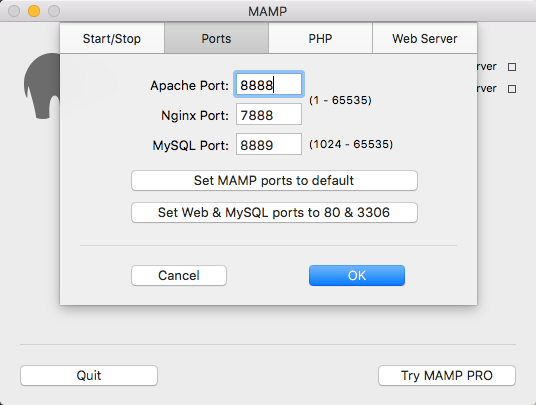 MAMP
Start/Stop Ports PHP Web Server
rver
Apache Port: 8888
(1 - 65535)
rver
Nginx Port: 7888
MySQL Port: 8889 (1024 - 65535)
Set MAMP ports to default
Set Web & MySQL ports to 80 & 3306
Cancel OK
Quit Try MAMP PRO